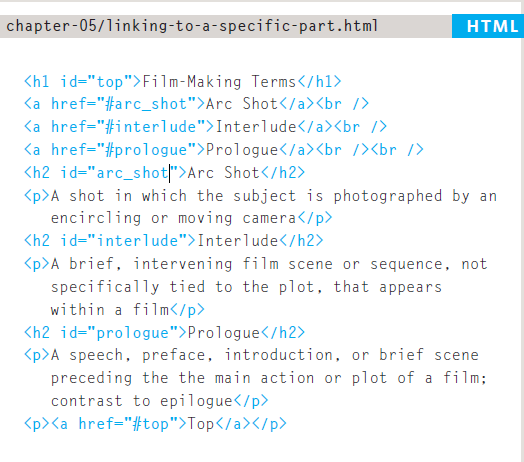 chapter-05/linking-to-a-specific-part.html HTML
<h1 id="top">Film-Making Terms</h1>
<a href="#arc_shot">Arc Shot</a><br />
<a href="#interlude">Interlude</a><br />
<a href="#prologue">Prologue</a><br /><br />
<h2 id="arc_shot">Arc Shot</h2>
<p>A shot in which the subject is photographed by an
encircling or moving camera</p>
<h2 id="interlude">Interlude</h2>
<p>A brief, intervening film scene or sequence, not
specifically tied to the plot, that appears
within a film</p>
<h2 id="prologue">Prologue</h2>
<p>A speech, preface, introduction, or brief scene
preceding the the main action or plot of a film;
contrast to epilogue</p>
<p><a href="#top">Top</a></p>